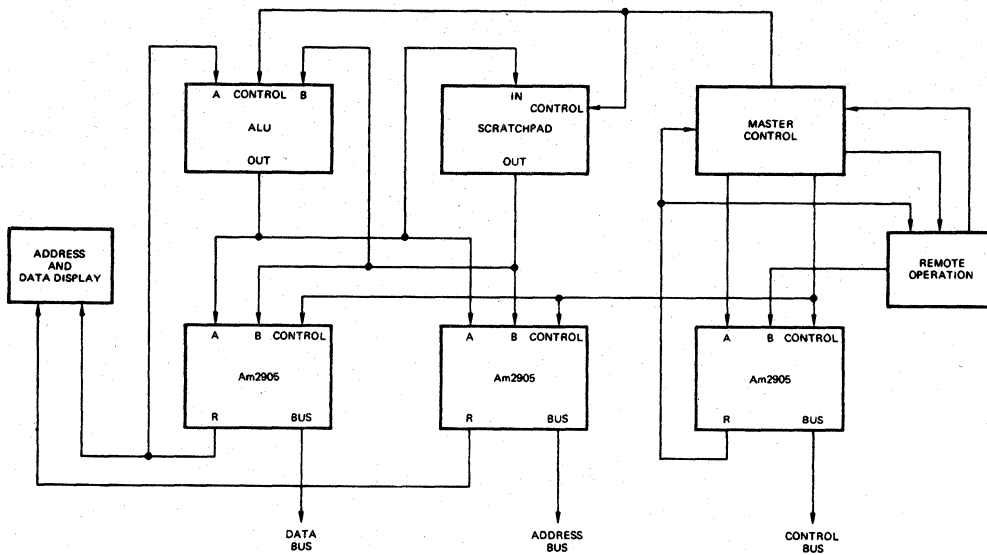 A CONTROL B
ALU
OUT
IN
CONTROL
SCRATCHPAD
OUT
MASTER
CONTROL
ADDRESS
AND
DATA DISPLAY
REMOTE
OPERATION
A B CONTROL
Am2905
R BUS
A B CONTROL
Am2905
R BUS
A B CONTROL
Am2905
R BUS
DATA
BUS
ADDRESS
BUS
CONTROL
BUS